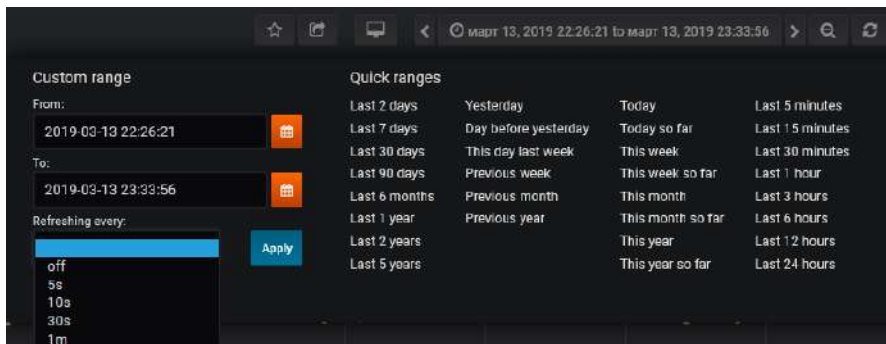 март 13, 2019 22:26:21 to март 13, 2019 23:33:56
Custom range
From:
2019-03-13 22:26:21
To:
2019-03-13 23:33:56
Refreshing every:
Apply
off
5s
10s
30s
1m
Quick ranges
Last 2 days
Last 7 days
Last 30 days
Last 90 days
Last 6 months
Last 1 year
Last 2 years
Last 5 years
Yesterday
Day before yesterday
This day last week
Previous week
Previous month
Previous year
Today
Today so far
This week
This week so far
This month
This month so far
This year
This year so far
Last 5 minutes
Last 15 minutes
Last 30 minutes
Last 1 hour
Last 3 hours
Last 6 hours
Last 12 hours
Last 24 hours